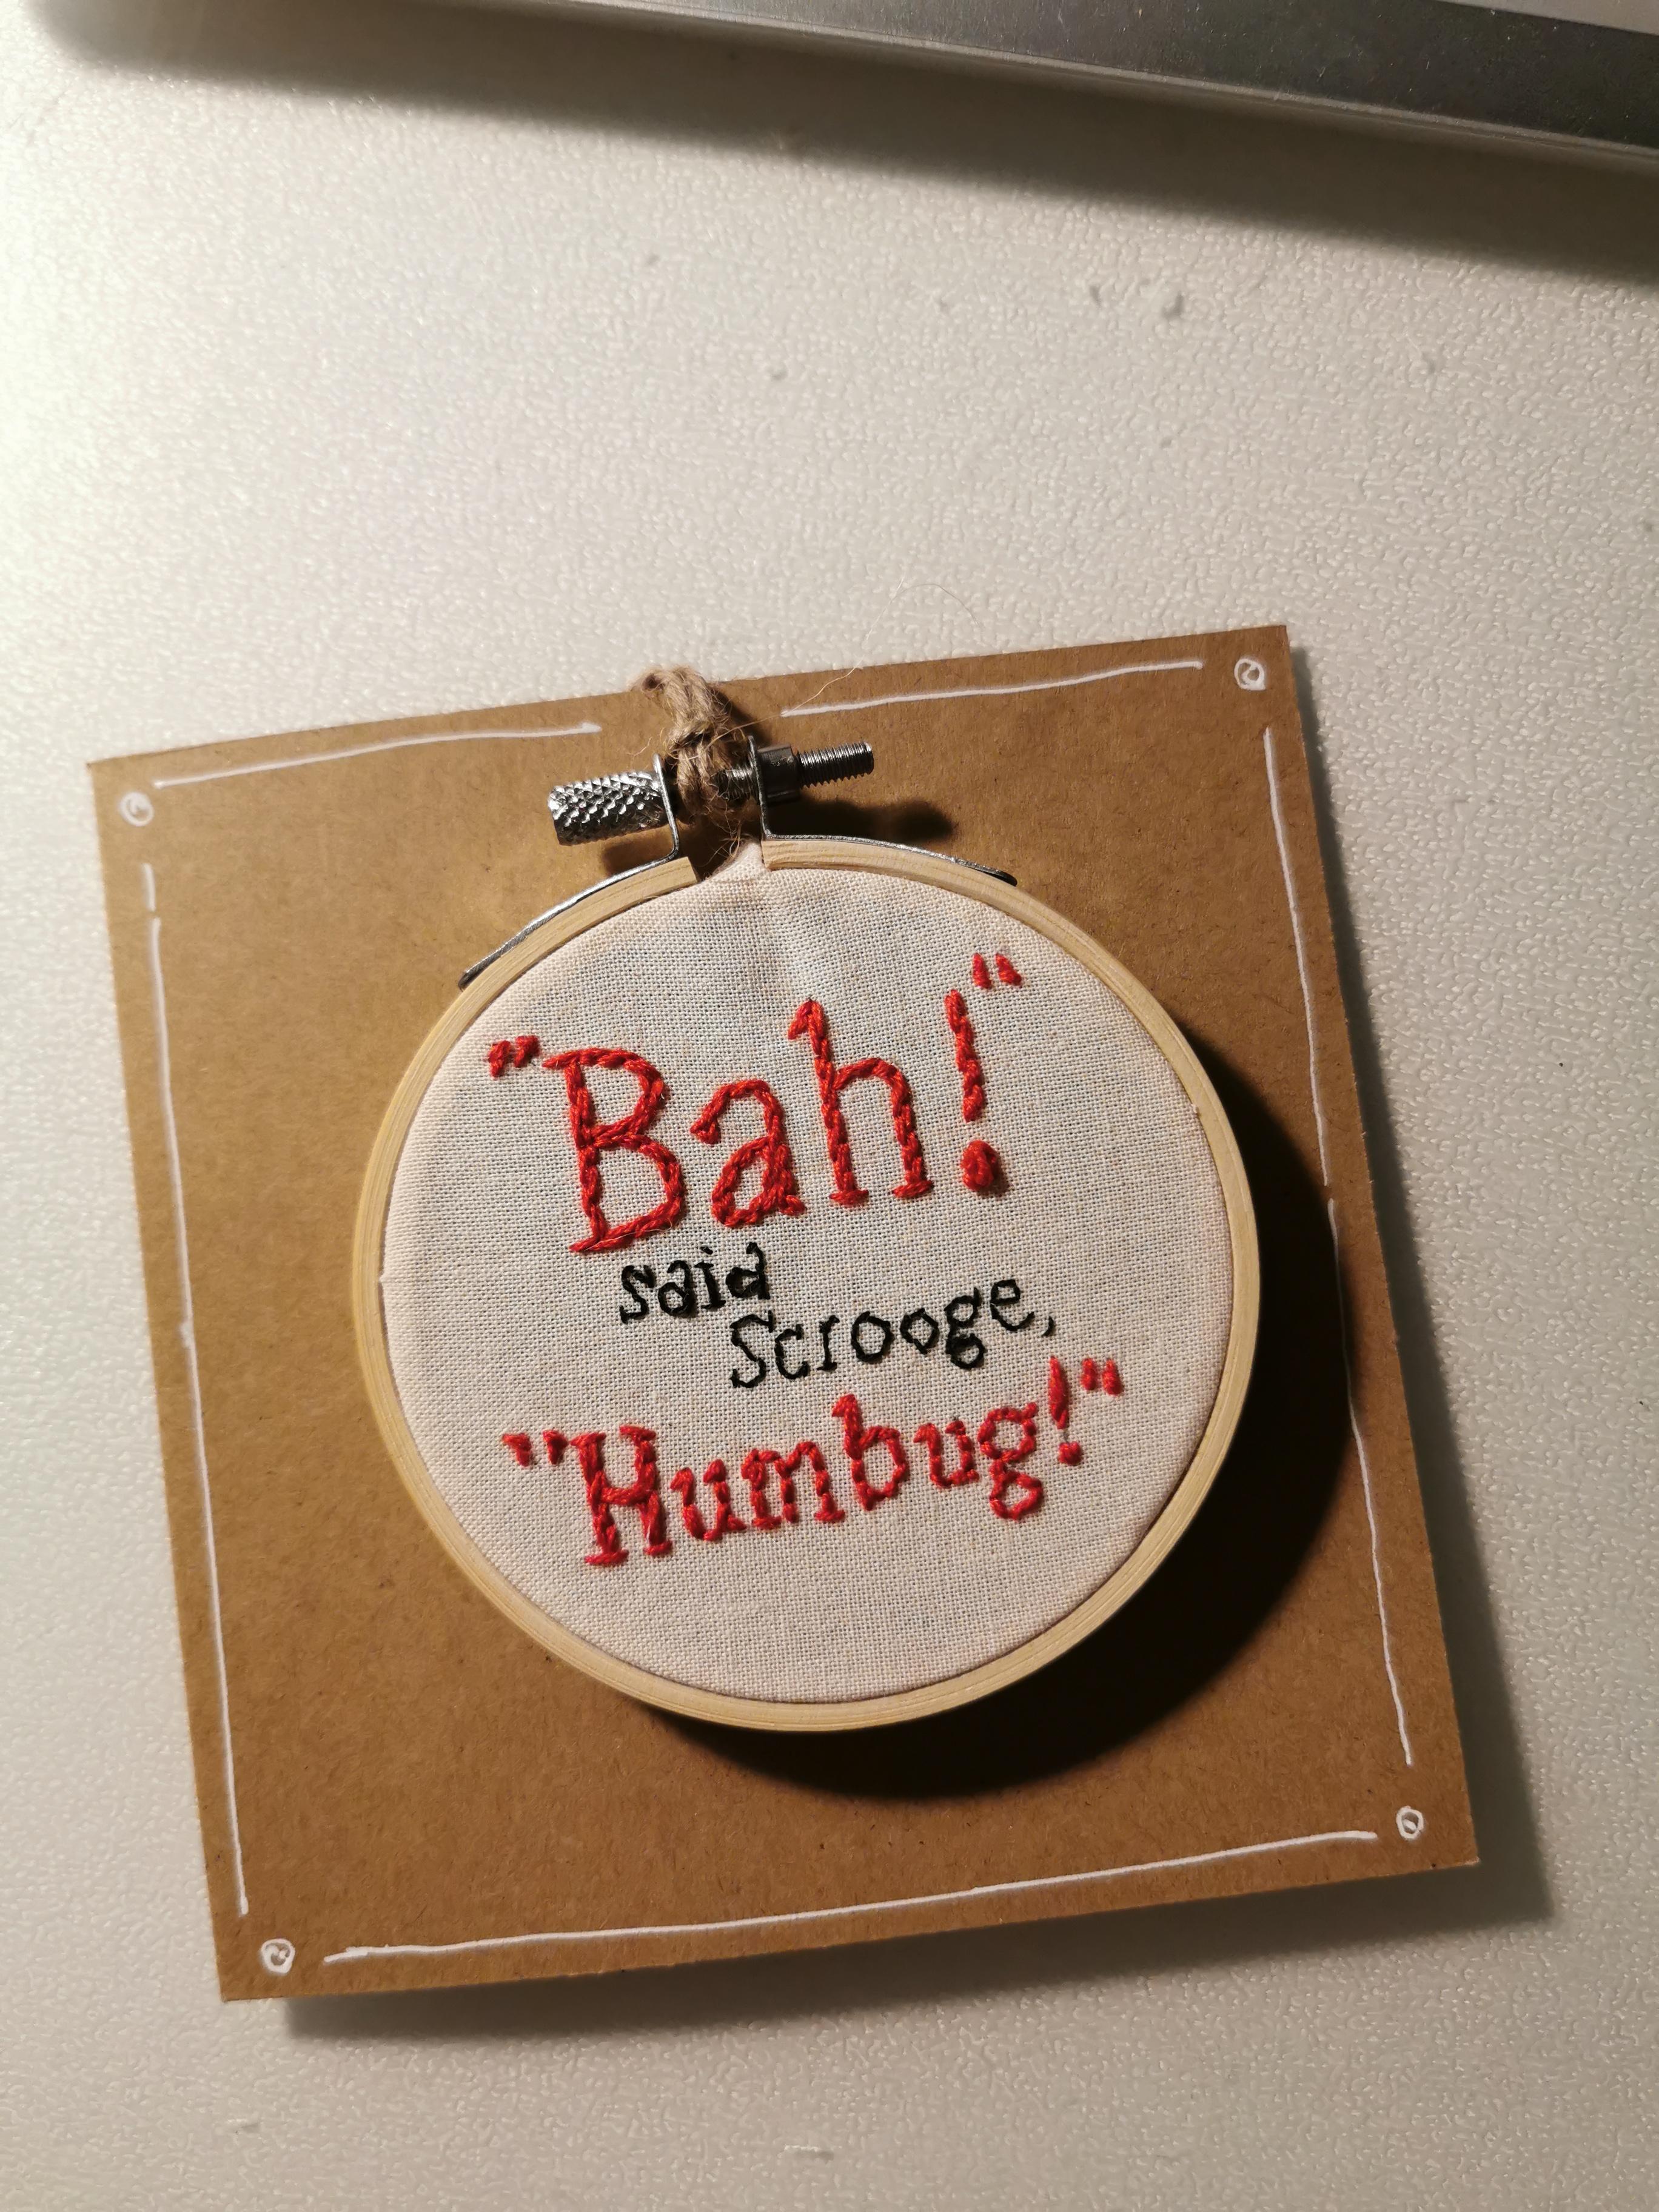 "Bah!"
said
Scrooge,
"Humbug!"